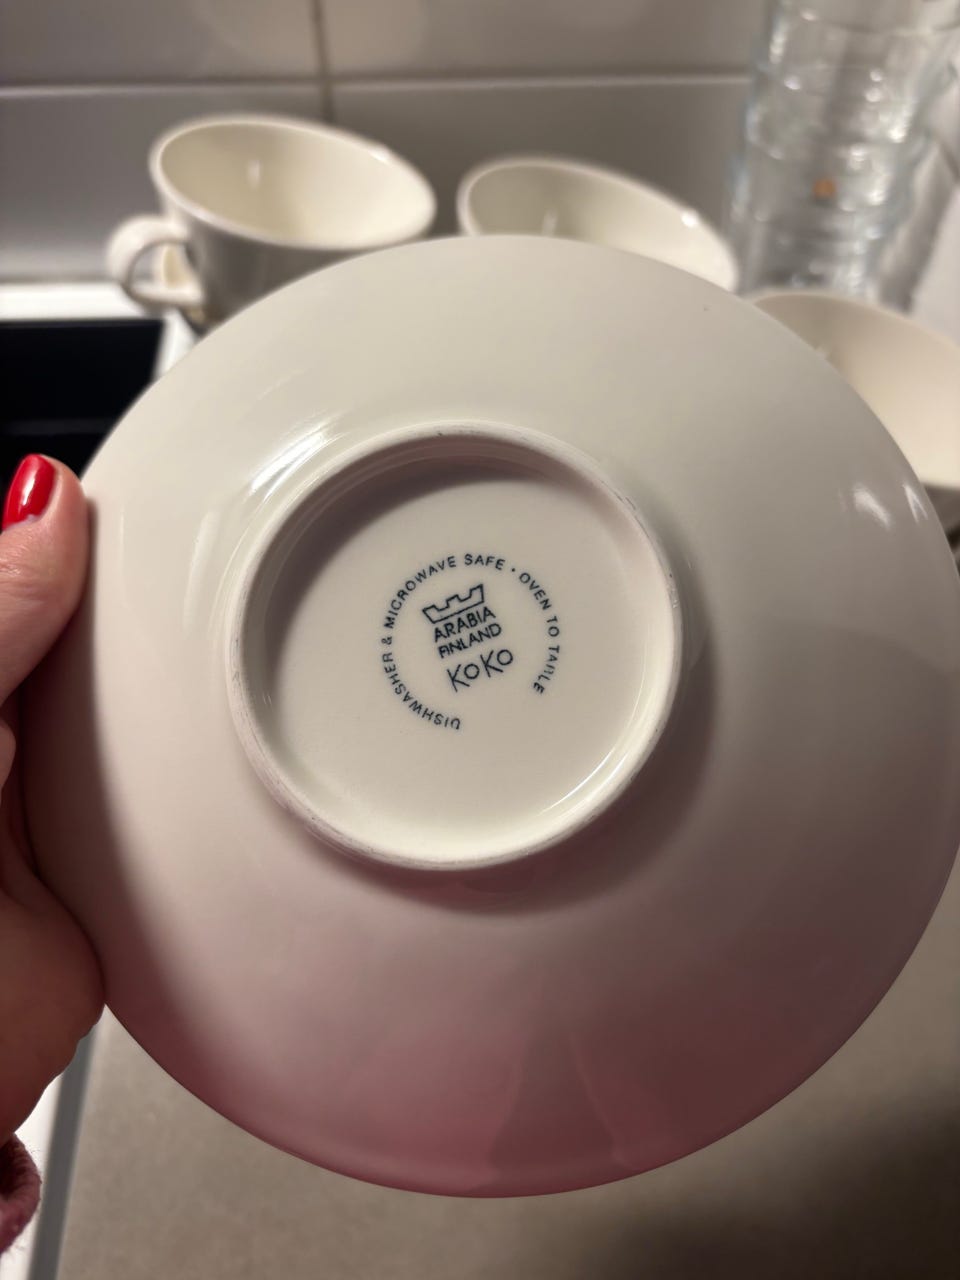 DISHWASHER & MICROWAVE SAFE · OVEN TO TABLE
ARABIA
FINLAND
KOKO